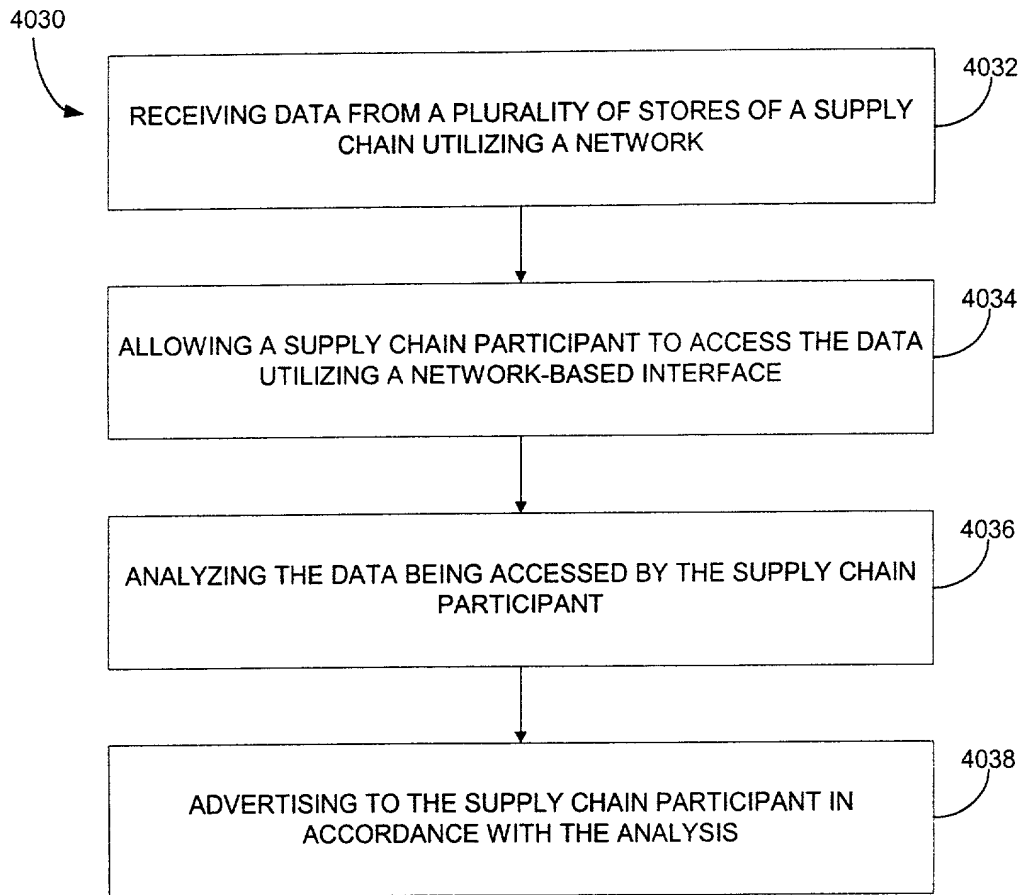 4030
4032
RECEIVING DATA FROM A PLURALITY OF STORES OF A SUPPLY
CHAIN UTILIZING A NETWORK
4034
ALLOWING A SUPPLY CHAIN PARTICIPANT TO ACCESS THE DATA
UTILIZING A NETWORK-BASED INTERFACE
4036
ANALYZING THE DATA BEING ACCESSED BY THE SUPPLY CHAIN
PARTICIPANT
4038
ADVERTISING TO THE SUPPLY CHAIN PARTICIPANT IN
ACCORDANCE WITH THE ANALYSIS